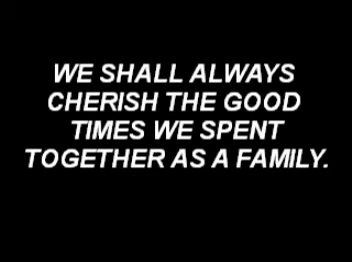 WE SHALL ALWAYS
CHERISH THE GOOD
TIMES WE SPENT
TOGETHER AS A FAMILY.